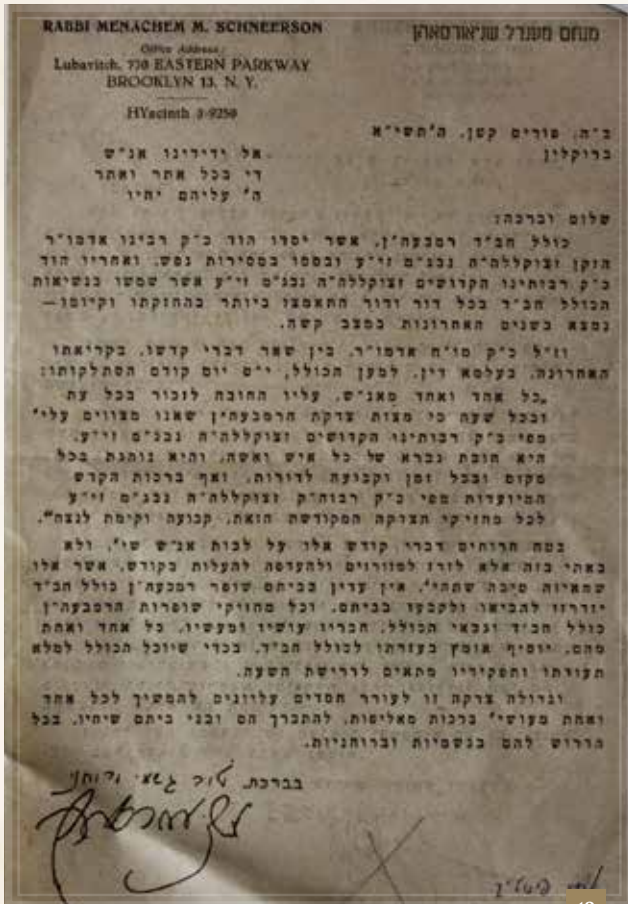 RABBI MENACHEM M. SCHNEERSON
Office Address:
Lubavitch, 770 EASTERN PARKWAY
BROOKLYN 13, N. Y.
HYacinth 3-9250
מנחם מענדל שניאורסאהן
ב"ה, פורים קטן, ה'תשי"א
ברוקלין
אל ידידינו אנ"ש
די בכל אתר ואתר
ה' עליהם יחיו
שלום וברכה:
כולל חב"ד רמבעה"ן, אשר יסדו הוד כ"ק רבינו אדמו"ר
הזקן זצוקללה"ה נבג"מ זי"ע ובססו במסירות נפש, ואחריו הוד
כ"ק רבותינו הקדושים זצוקללה"ה נבג"מ זי"ע אשר שמשו בנשיאות
הכולל חב"ד בכל דור ודור התאמצו ביותר בהחזקתו וקיומו —
נמצא בשנים האחרונות במצב קשה.
וז"ל כ"ק מו"ח אדמו"ר, בין שאר דברי קדשו, בקריאתו
האחרונה, בעלמא דין, למען הכולל, י"ט יום קודם הסתלקותו:
„כל אחד ואחד מאנ"ש, עליו החובה לזכור בכל עת
ובכל שעה כי מצות צדקת הרמבעה"ן שאנו מצווים עלי'
מפי כ"ק רבותינו הקדושים זצוקללה"ה נבג"מ זי"ע,
היא חובת גברא של כל איש ואשה, והיא נוהגת בכל
מקום ובכל זמן וקבועה לדורות, ואף ברכות הקדש
המיועדות מפי כ"ק רבוה"ק זצוקללה"ה נבג"מ זי"ע
לכל מחזיקי הצדקה המקודשת הזאת, קבועה וקימת לנצח".
בטח חרותים דברי קודש אלו על לבות אנ"ש שי', ולא
באתי בזה אלא לזרז למזורזים ולהעדפה להעלות בקודש, אשר אלו
שמאיזה סיבה שתהי', אין עדין בביתם שופר רמבעה"ן כולל חב"ד
יזדרזו להביאו ולקבעו בביתם, וכל מחזיקי שופרות הרמבעה"ן
כולל חב"ד וגבאי הכולל, חבריו עושיו ומעשיו, כל אחד ואחת
מהם, יוסיף אומץ בעזרתו לכולל חב"ד, בכדי שיוכל הכולל למלא
תעודתו ותפקידיו מתאים לדרישת השעה.
וגדולה צדקה זו לעורר חסדים עליונים להמשיך לכל אחד
ואחת מעושי' ברכות מאליפות, להתברך הם ובני ביתם שיחיו, בכל
הדרוש להם בגשמיות וברוחניות.
בברכת טוב גשמי ורוחני